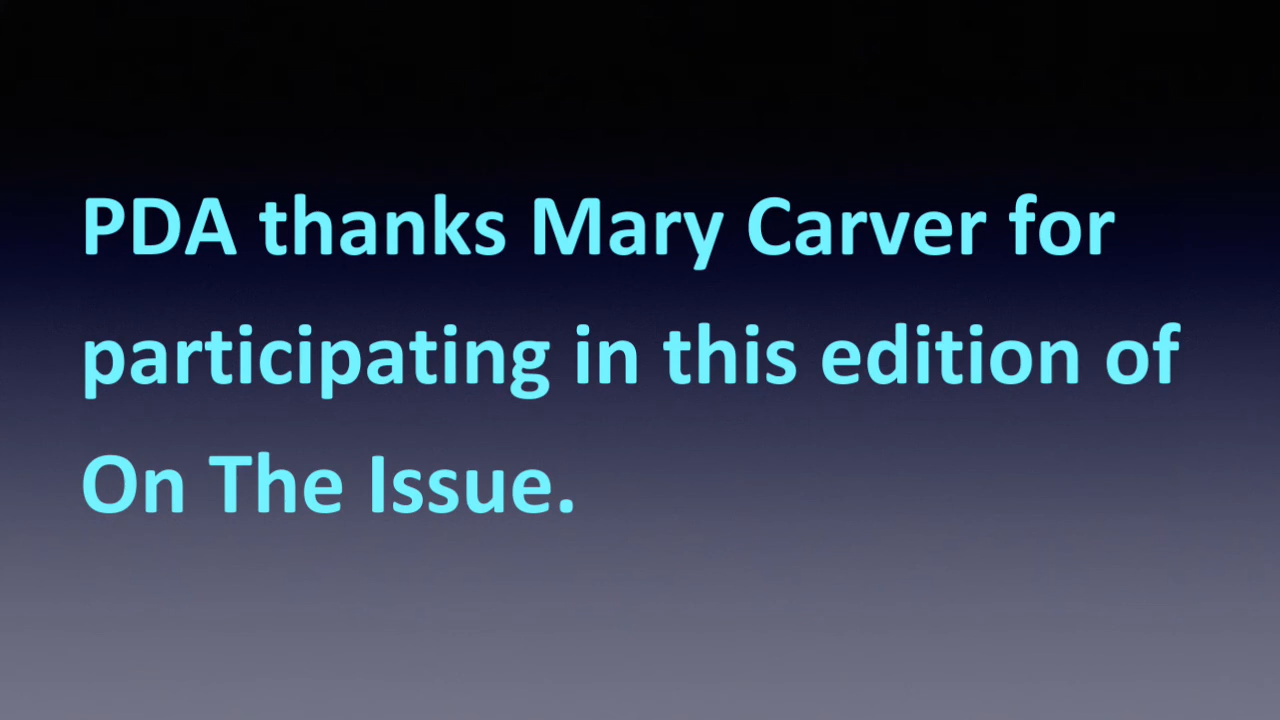 PDA thanks Mary Carver for
participating in this edition of
On The Issue.